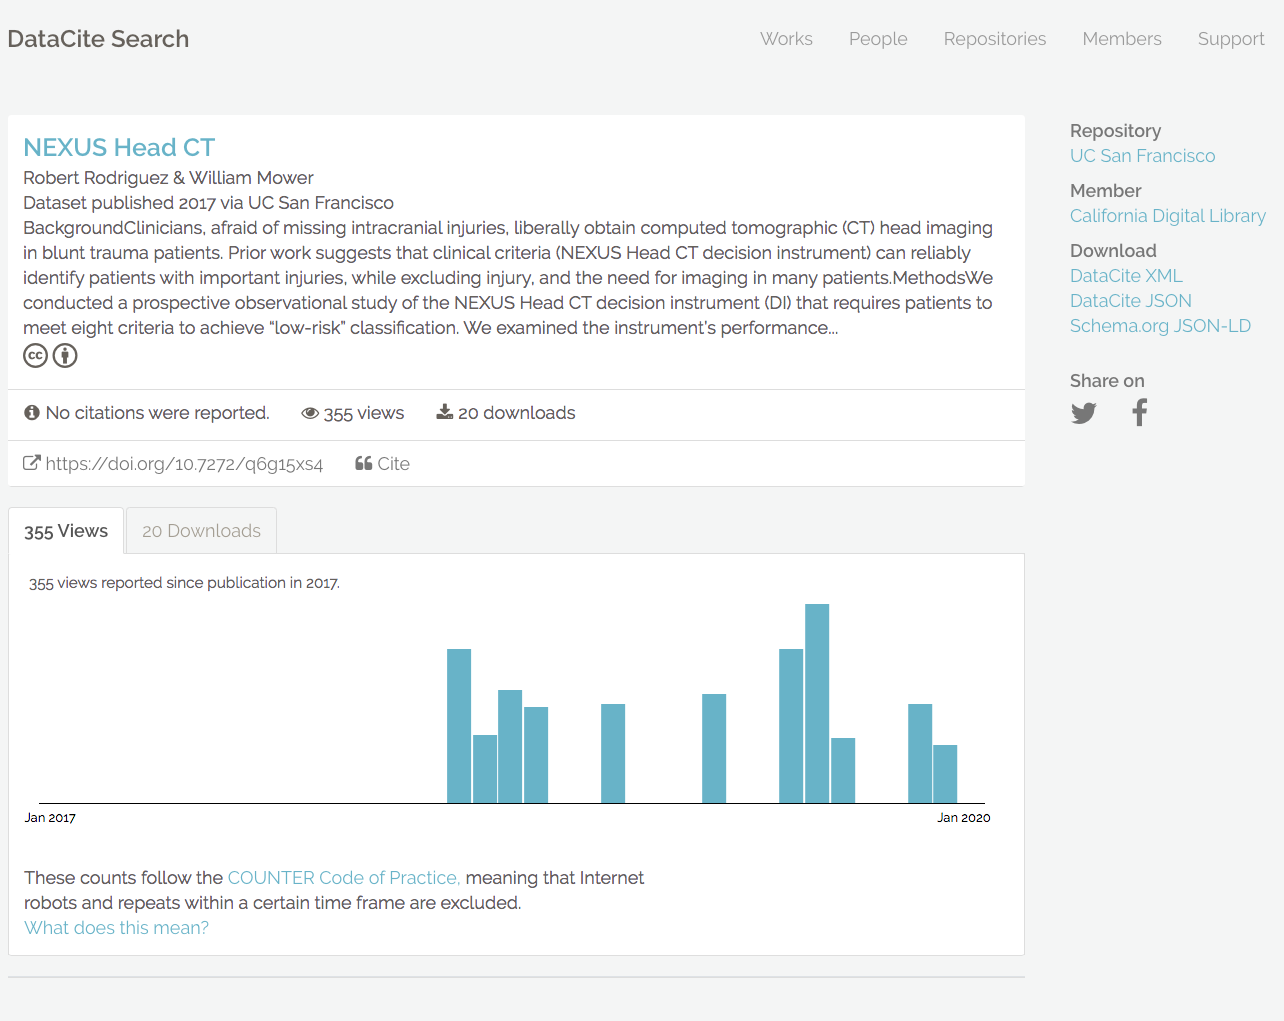 DataCite Search
Works People Repositories Members Support
NEXUS Head CT
Robert Rodriguez & William Mower
Dataset published 2017 via UC San Francisco
BackgroundClinicians, afraid of missing intracranial injuries, liberally obtain computed tomographic (CT) head imaging
in blunt trauma patients. Prior work suggests that clinical criteria (NEXUS Head CT decision instrument) can reliably
identify patients with important injuries, while excluding injury, and the need for imaging in many patients.MethodsWe
conducted a prospective observational study of the NEXUS Head CT decision instrument (DI) that requires patients to
meet eight criteria to achieve “low-risk” classification. We examined the instrument’s performance...
cc
No citations were reported. 355 views 20 downloads
https://doi.org/10.7272/q6g15xs4 Cite
Repository
UC San Francisco
Member
California Digital Library
Download
DataCite XML
DataCite JSON
Schema.org JSON-LD
Share on
355 Views 20 Downloads
355 views reported since publication in 2017.
Jan 2017 Jan 2020
These counts follow the COUNTER Code of Practice, meaning that Internet
robots and repeats within a certain time frame are excluded.
What does this mean?